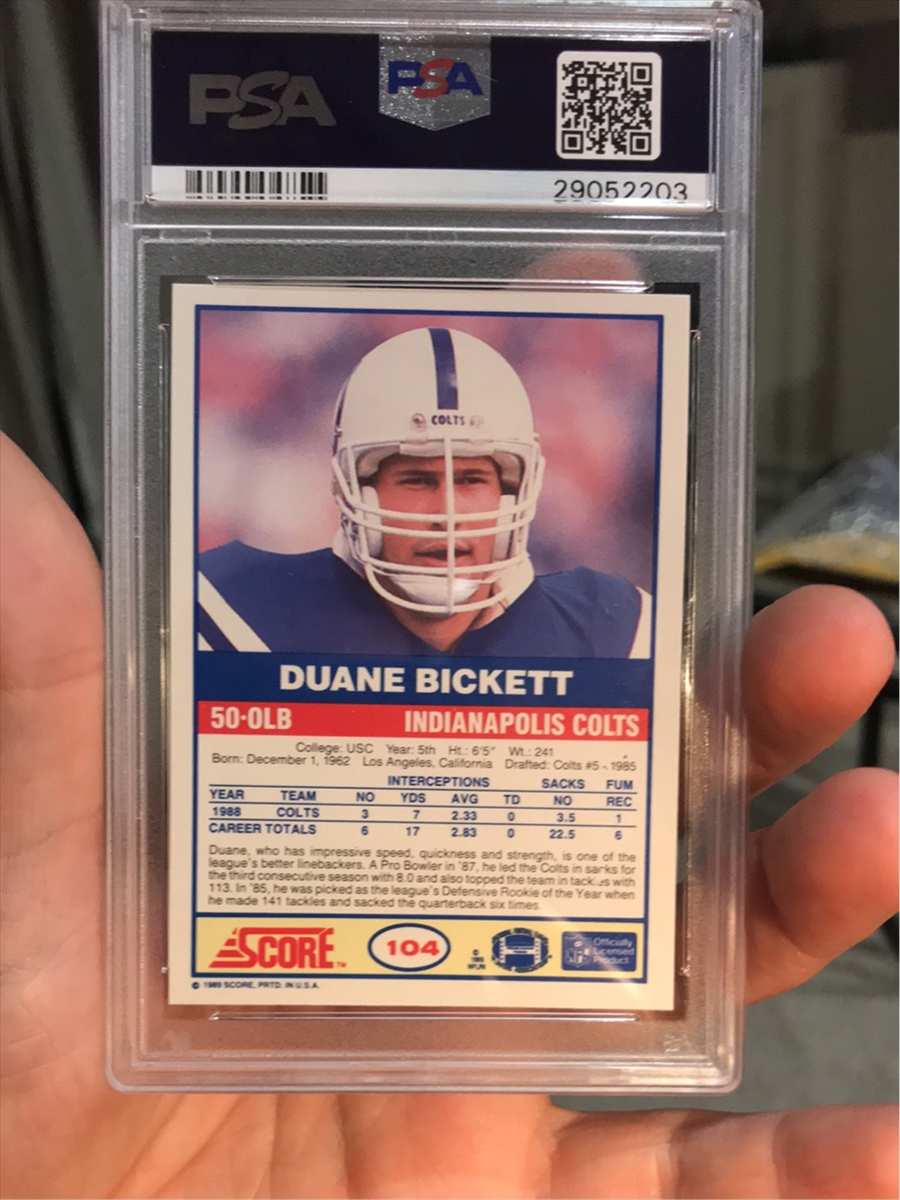 PSA PSA
29052203
COLTS
DUANE BICKETT
50·OLB INDIANAPOLIS COLTS
College: USC Year: 5th Ht.: 6'5" Wt.: 241
Born: December 1, 1962 Los Angeles, California Drafted: Colts #5 - 1985
INTERCEPTIONS SACKS FUM
YEAR TEAM NO YDS AVG TD NO REC
1988 COLTS 3 7 2.33 0 3.5 1
CAREER TOTALS 6 17 2.83 0 22.5 6
Duane, who has impressive speed, quickness and strength, is one of the
league's better linebackers. A Pro Bowler in '87, he led the Colts in sacks for
the third consecutive season with 8.0 and also topped the team in tackles with
113. In '85, he was picked as the league's Defensive Rookie of the Year when
he made 141 tackles and sacked the quarterback six times.
SCORE™ 104 © 1989 Officially Licensed Product
© 1989 SCORE, PRTD. IN U.S.A.